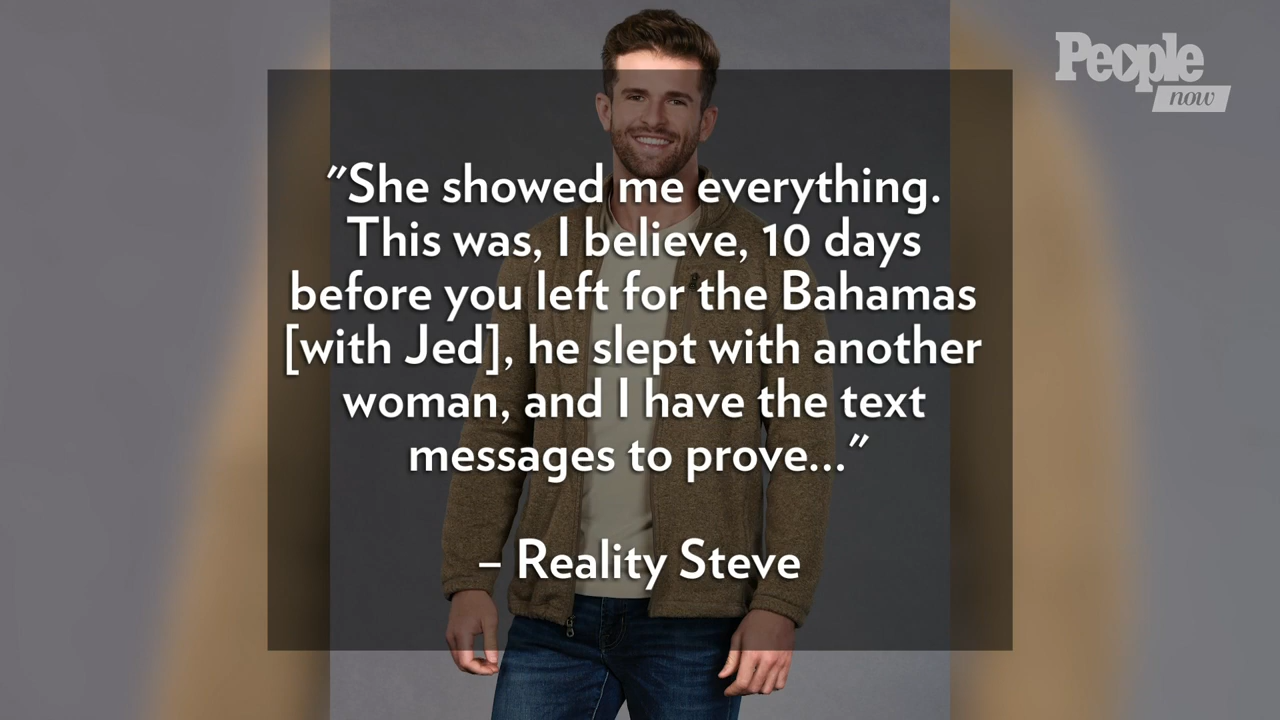 People
now
"She showed me everything.
This was, I believe, 10 days
before you left for the Bahamas
[with Jed], he slept with another
woman, and I have the text
messages to prove..."
– Reality Steve